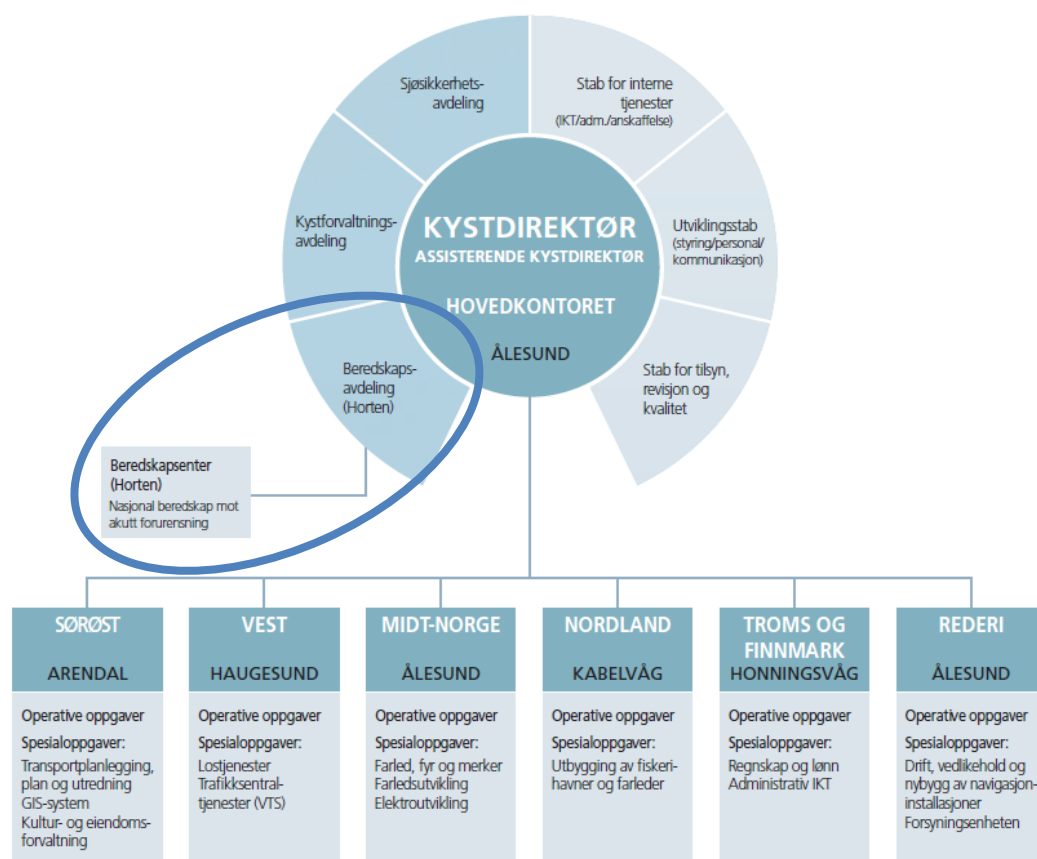 Sjøsikkerhets-
avdeling
Stab for interne
tjenester
(IKT/adm./anskaffelse)
Kystforvaltnings-
avdeling
KYSTDIREKTØR
ASSISTERENDE KYSTDIREKTØR
HOVEDKONTORET
ÅLESUND
Utviklingsstab
(styring/personal/
kommunikasjon)
Beredskaps-
avdeling
(Horten)
Stab for tilsyn,
revisjon og
kvalitet
Beredskapsenter
(Horten)
Nasjonal beredskap mot
akutt forurensning
SØRØST
ARENDAL
Operative oppgaver
Spesialoppgaver:
Transportplanlegging,
plan og utredning
GIS-system
Kultur- og eiendoms-
forvaltning
VEST
HAUGESUND
Operative oppgaver
Spesialoppgaver:
Lostjenester
Trafikksentral-
tjenester (VTS)
MIDT-NORGE
ÅLESUND
Operative oppgaver
Spesialoppgaver:
Farled, fyr og merker
Farledsutvikling
Elektroutvikling
NORDLAND
KABELVÅG
Operative oppgaver
Spesialoppgaver:
Utbygging av fiskeri-
havner og farleder
TROMS OG
FINNMARK
HONNINGSVÅG
Operative oppgaver
Spesialoppgaver:
Regnskap og lønn
Administrativ IKT
REDERI
ÅLESUND
Operative oppgaver
Spesialoppgaver:
Drift, vedlikehold og
nybygg av navigasjon-
installasjoner
Forsyningsenheten